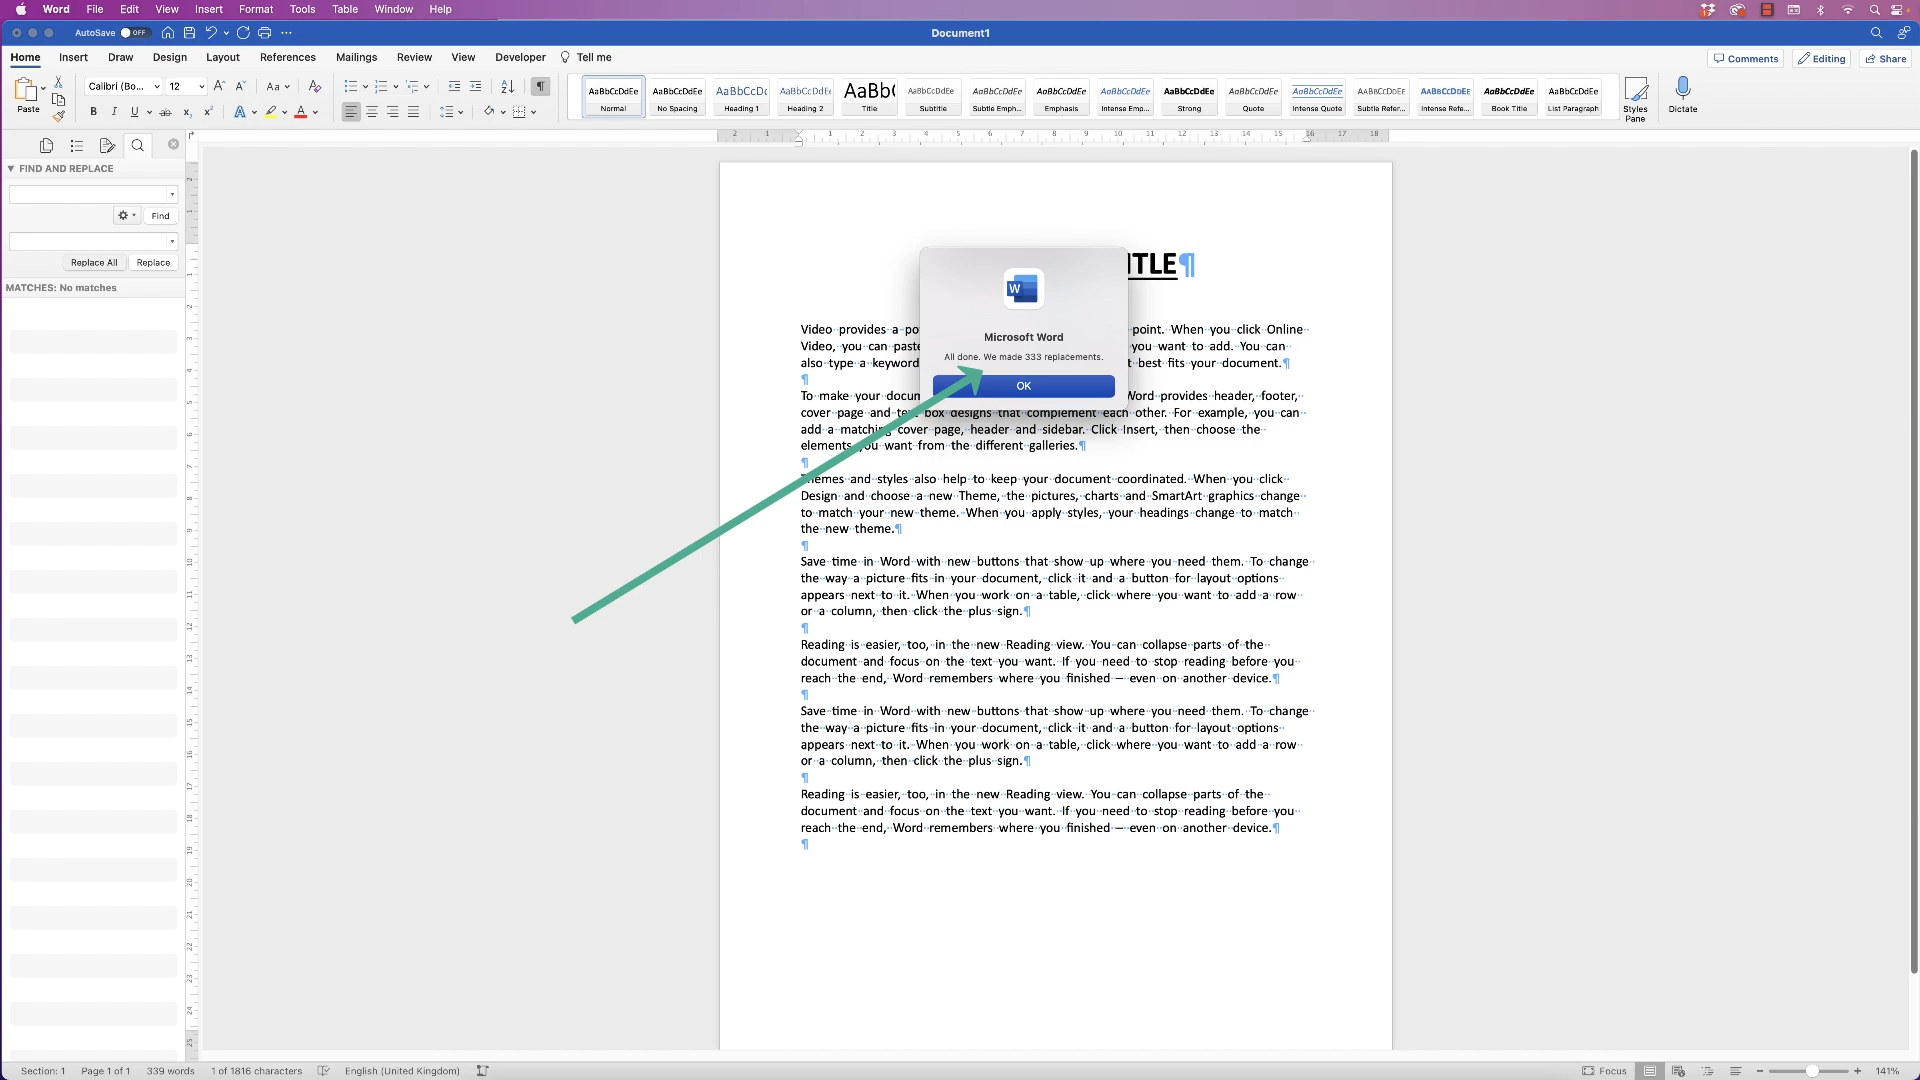 Word File Edit View Insert Format Tools Table Window Help
AutoSave OFF
Document1
Home Insert Draw Design Layout References Mailings Review View Developer Tell me
Comments Editing Share
Paste
Calibri (Bo... 12
AaBbCcDdEe AaBbCcDdEe AaBbCcDc AaBbCcDdEe AaBb( AaBbCcDdEe AaBbCcDdEe AaBbCcDdEe AaBbCcDdEe AaBbCcDdEe AaBbCcDdEe AaBbCcDdEe AaBbCcDdEe AaBbCcDdEe AaBbCcDdEe AaBbCcDdEe
Normal No Spacing Heading 1 Heading 2 Title Subtitle Subtle Emph... Emphasis Intense Emp... Strong Quote Intense Quote Subtle Refer... Intense Refe... Book Title List Paragraph
Styles Pane
Dictate
FIND AND REPLACE
Find
Replace All Replace
MATCHES: No matches
ITLE¶
Microsoft Word
All done. We made 333 replacements.
OK
Video provides a point. When you click Online
Video, you can paste you want to add. You can
also type a keyword best fits your document.¶
¶
To make your Word provides header, footer,
cover page and text box designs that complement each other. For example, you can
add a matching cover page, header and sidebar. Click Insert, then choose the
elements you want from the different galleries.¶
¶
Themes and styles also help to keep your document coordinated. When you click
Design and choose a new Theme, the pictures, charts and SmartArt graphics change
to match your new theme. When you apply styles, your headings change to match
the new theme.¶
¶
Save time in Word with new buttons that show up where you need them. To change
the way a picture fits in your document, click it and a button for layout options
appears next to it. When you work on a table, click where you want to add a row
or a column, then click the plus sign.¶
¶
Reading is easier, too, in the new Reading view. You can collapse parts of the
document and focus on the text you want. If you need to stop reading before you
reach the end, Word remembers where you finished – even on another device.¶
¶
Save time in Word with new buttons that show up where you need them. To change
the way a picture fits in your document, click it and a button for layout options
appears next to it. When you work on a table, click where you want to add a row
or a column, then click the plus sign.¶
¶
Reading is easier, too, in the new Reading view. You can collapse parts of the
document and focus on the text you want. If you need to stop reading before you
reach the end, Word remembers where you finished – even on another device.¶
¶
Section: 1 Page 1 of 1 339 words 1 of 1816 characters English (United Kingdom) Focus 141%